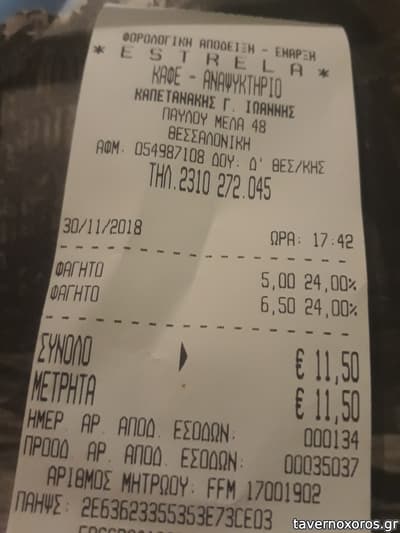 ΦΟΡΟΛΟΓΙΚΗ ΑΠΟΔΕΙΞΗ - ΕΝΑΡΞΗ
* E S T R E L A *
ΚΑΦΕ - ΑΝΑΨΥΚΤΗΡΙΟ
ΚΑΠΕΤΑΝΑΚΗΣ Γ. ΙΩΑΝΝΗΣ
ΠΑΥΛΟΥ ΜΕΛΑ 48
ΘΕΣΣΑΛΟΝΙΚΗ
ΑΦΜ: 054987108 ΔΟΥ: Δ' ΘΕΣ/ΚΗΣ
ΤΗΛ.2310 272.045
30/11/2018 ΩΡΑ: 17:42
ΦΑΓΗΤΟ 5,00 24,00%
ΦΑΓΗΤΟ 6,50 24,00%
ΣΥΝΟΛΟ € 11,50
ΜΕΤΡΗΤΑ € 11,50
ΗΜΕΡ. ΑΡ. ΑΠΟΔ. ΕΣΟΔΩΝ: 000134
ΠΡΟΟΔ. ΑΡ. ΑΠΟΔ. ΕΣΟΔΩΝ: 00035037
ΑΡΙΘΜΟΣ ΜΗΤΡΩΟΥ: FFM 17001902
ΠΑΗΨΣ: 2E63623355353E73CE03
tavernoxoros.gr